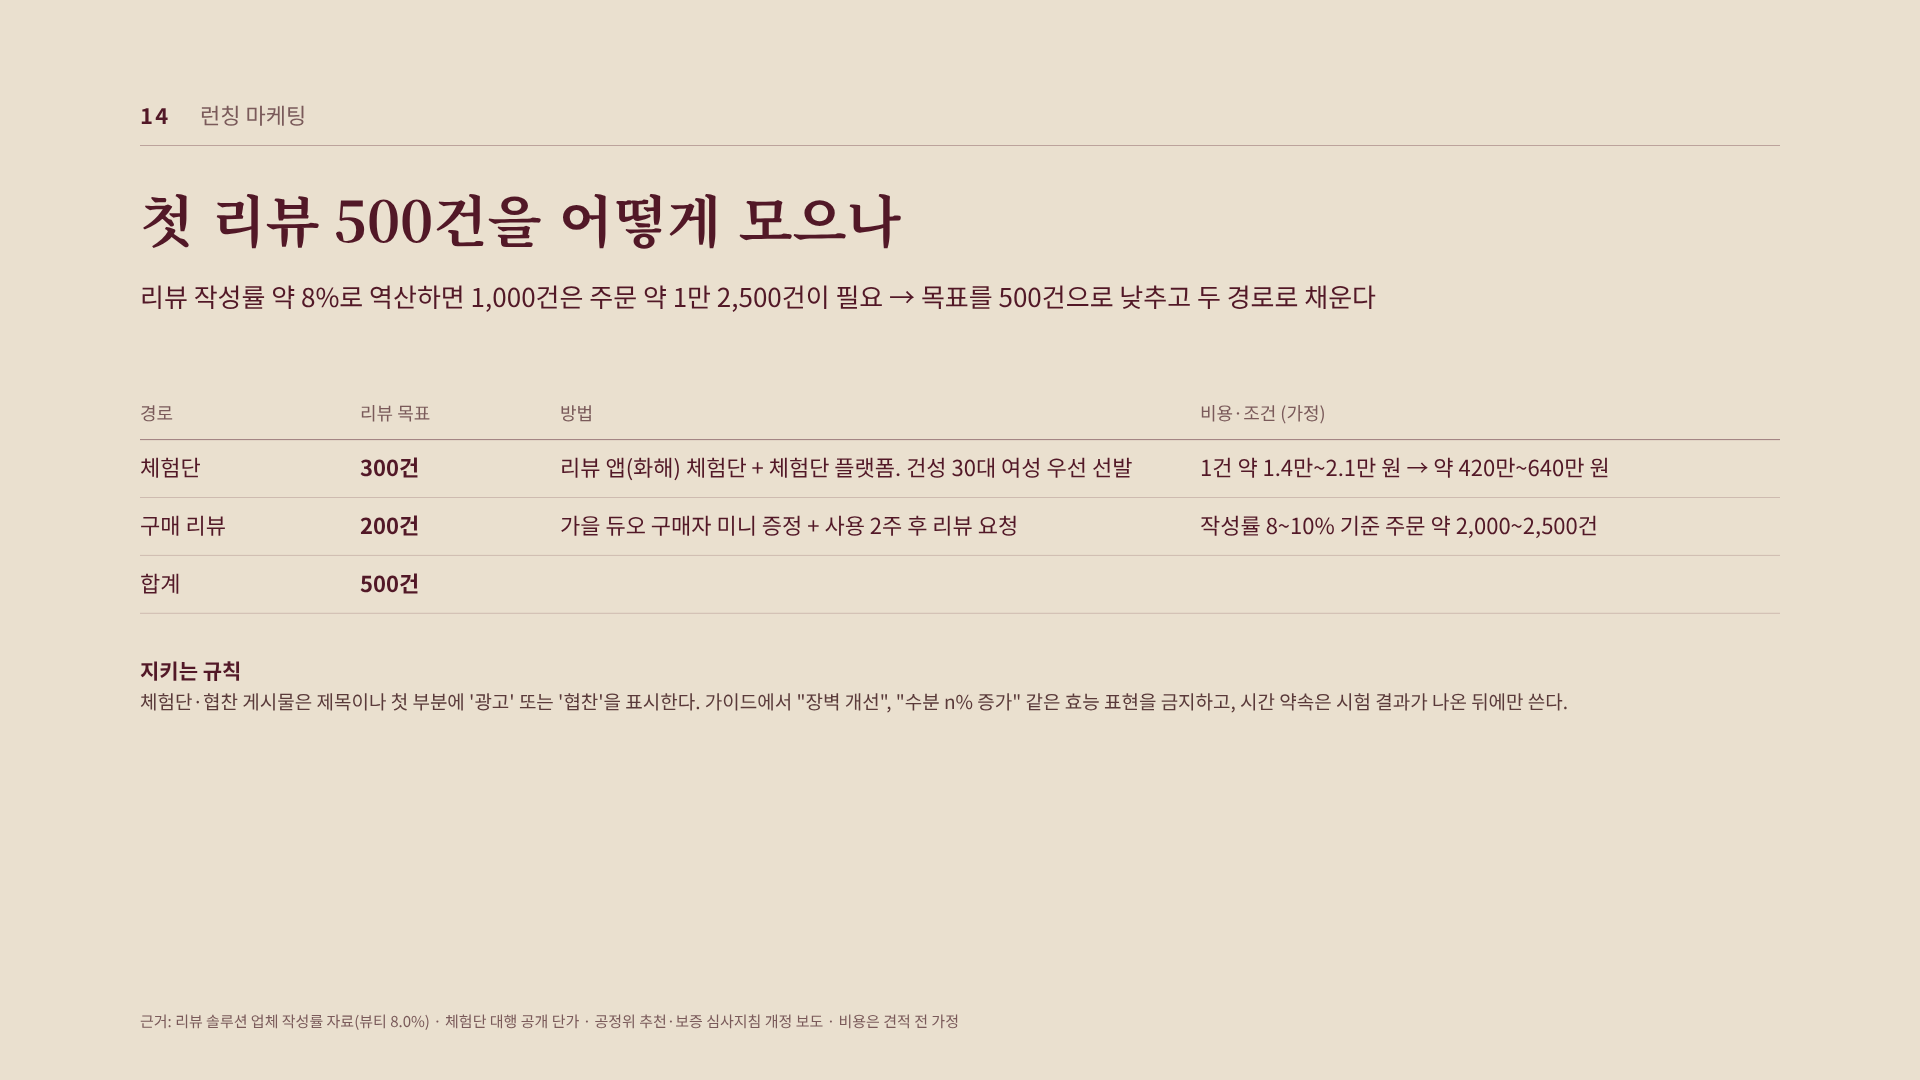 14 런칭 마케팅
첫 리뷰 500건을 어떻게 모으나
리뷰 작성률 약 8%로 역산하면 1,000건은 주문 약 1만 2,500건이 필요 → 목표를 500건으로 낮추고 두 경로로 채운다
경로 리뷰 목표 방법 비용·조건 (가정)
체험단 300건 리뷰 앱(화해) 체험단 + 체험단 플랫폼. 건성 30대 여성 우선 선발 1건 약 1.4만~2.1만 원 → 약 420만~640만 원
구매 리뷰 200건 가을 듀오 구매자 미니 증정 + 사용 2주 후 리뷰 요청 작성률 8~10% 기준 주문 약 2,000~2,500건
합계 500건
지키는 규칙
체험단·협찬 게시물은 제목이나 첫 부분에 '광고' 또는 '협찬'을 표시한다. 가이드에서 "장벽 개선", "수분 n% 증가" 같은 효능 표현을 금지하고, 시간 약속은 시험 결과가 나온 뒤에만 쓴다.
근거: 리뷰 솔루션 업체 작성률 자료(뷰티 8.0%) · 체험단 대행 공개 단가 · 공정위 추천·보증 심사지침 개정 보도 · 비용은 견적 전 가정